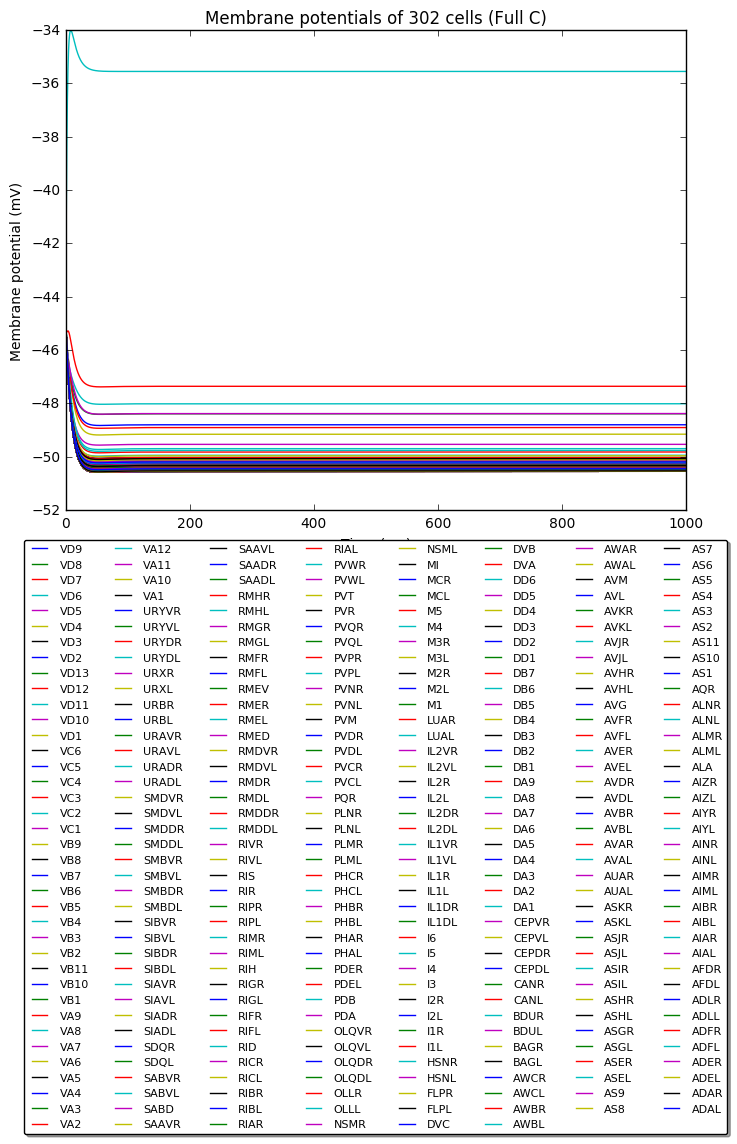 Membrane potentials of 302 cells (Full C)
Membrane potential (mV)
−34
−36
−38
−40
−42
−44
−46
−48
−50
−52
0 200 400 600 800 1000
VD9 VA12 SAAVL RIAL NSML DVB AWAR AS7
VD8 VA11 SAADR PVWR MI DVA AWAL AS6
VD7 VA10 SAADL PVWL MCR DD6 AVM AS5
VD6 VA1 RMHR PVT MCL DD5 AVL AS4
VD5 URYVR RMHL PVR M5 DD4 AVKR AS3
VD4 URYVL RMGR PVQR M4 DD3 AVKL AS2
VD3 URYDR RMGL PVQL M3R DD2 AVJR AS11
VD2 URYDL RMFR PVPR M3L DD1 AVJL AS10
VD13 URXR RMFL PVPL M2R DB7 AVHR AS1
VD12 URXL RMEV PVNR M2L DB6 AVHL AQR
VD11 URBR RMER PVNL M1 DB5 AVG ALNR
VD10 URBL RMEL PVM LUAR DB4 AVFR ALNL
VD1 URAVR RMED PVDR LUAL DB3 AVFL ALMR
VC6 URAVL RMDVR PVDL IL2VR DB2 AVER ALML
VC5 URADR RMDVL PVCR IL2VL DB1 AVEL ALA
VC4 URADL RMDR PVCL IL2R DA9 AVDR AIZR
VC3 SMDVR RMDL PQR IL2L DA8 AVDL AIZL
VC2 SMDVL RMDDR PLNR IL2DR DA7 AVBR AIYR
VC1 SMDDR RMDDL PLNL IL2DL DA6 AVBL AIYL
VB9 SMDDL RIVR PLMR IL1VR DA5 AVAR AINR
VB8 SMBVR RIVL PLML IL1VL DA4 AVAL AINL
VB7 SMBVL RIS PHCR IL1R DA3 AUAR AIMR
VB6 SMBDR RIR PHCL IL1L DA2 AUAL AIML
VB5 SMBDL RIPR PHBR IL1DR DA1 ASKR AIBR
VB4 SIBVR RIPL PHBL IL1DL CEPVR ASKL AIBL
VB3 SIBVL RIMR PHAR I6 CEPVL ASJR AIAR
VB2 SIBDR RIML PHAL I5 CEPDR ASJL AIAL
VB11 SIBDL RIH PDER I4 CEPDL ASIR AFDR
VB10 SIAVR RIGR PDEL I3 CANR ASIL AFDL
VB1 SIAVL RIGL PDB I2R CANL ASHR ADLR
VA9 SIADR RIFR PDA I2L BDUR ASHL ADLL
VA8 SIADL RIFL OLQVR I1R BDUL ASGR ADFR
VA7 SDQR RID OLQVL I1L BAGR ASGL ADFL
VA6 SDQL RICR OLQDR HSNR BAGL ASER ADER
VA5 SABVR RICL OLQDL HSNL AWCR ASEL ADEL
VA4 SABVL RIBR OLLR FLPR AWCL AS9 ADAR
VA3 SABD RIBL OLLL FLPL AWBR AS8 ADAL
VA2 SAAVR RIAR NSMR DVC AWBL